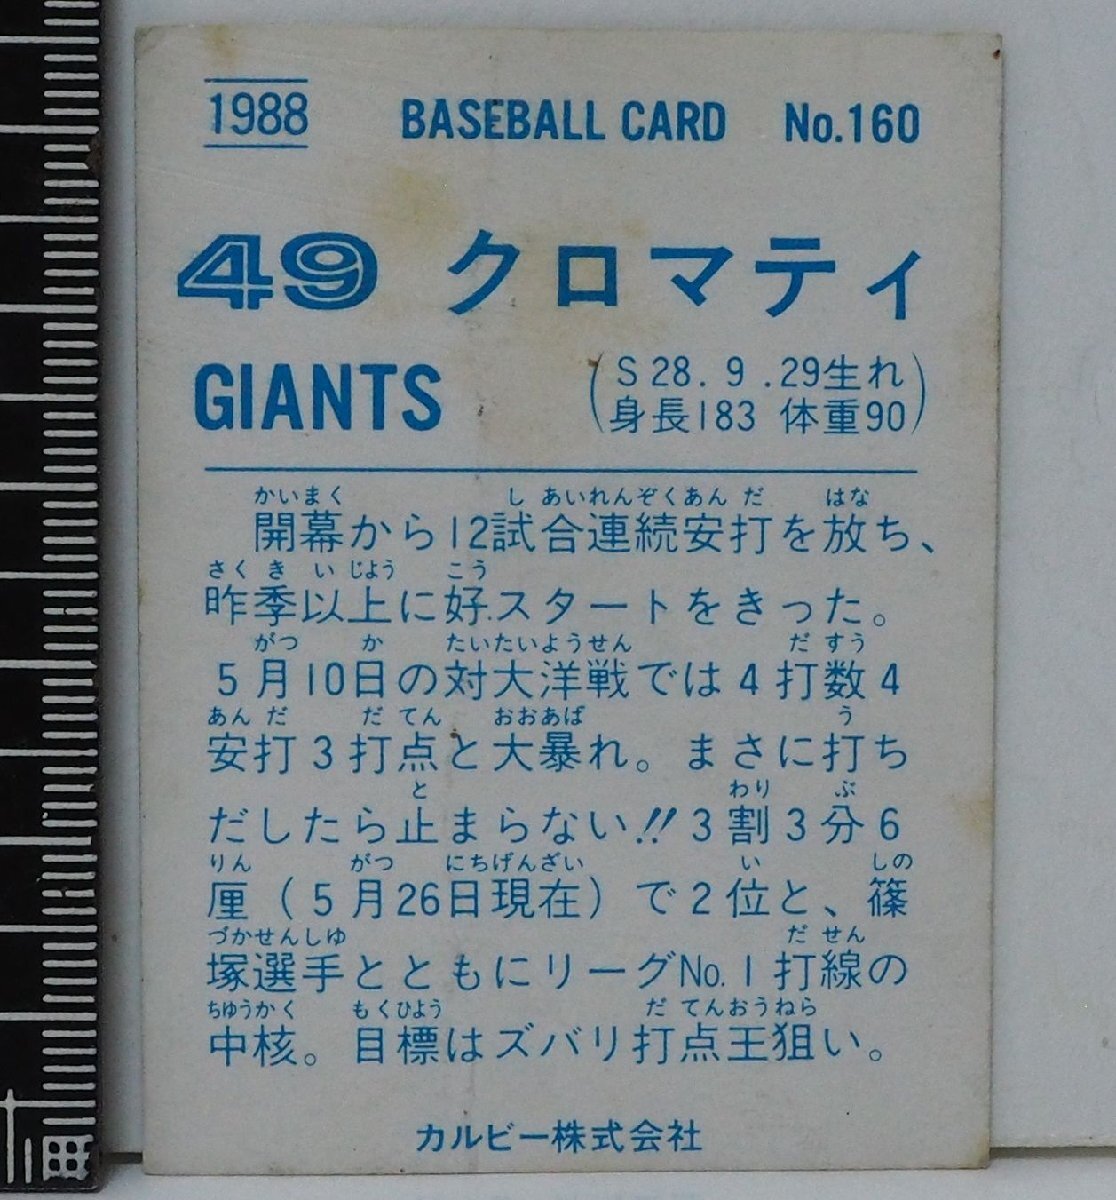 1988 BASEBALL CARD No.160
49 クロマティ
GIANTS
(S28.9.29生れ
身長183 体重90)
かいまく しあいれんぞくあんだ はな
開幕から12試合連続安打を放ち、
さくきいじよう こう
昨季以上に好スタートをきった。
がつ か たいたいようせん だすう
5月10日の対大洋戦では4打数4
あんだ だてん おおあば う
安打3打点と大暴れ。まさに打ち
と わり ぶ
だしたら止まらない!!3割3分6
りん がつ にちげんざい い しの
厘(5月26日現在)で2位と、篠
づかせんしゆ だせん
塚選手とともにリーグNo.1打線の
ちゆうかく もくひよう だてんおうねら
中核。目標はズバリ打点王狙い。
カルビー株式会社